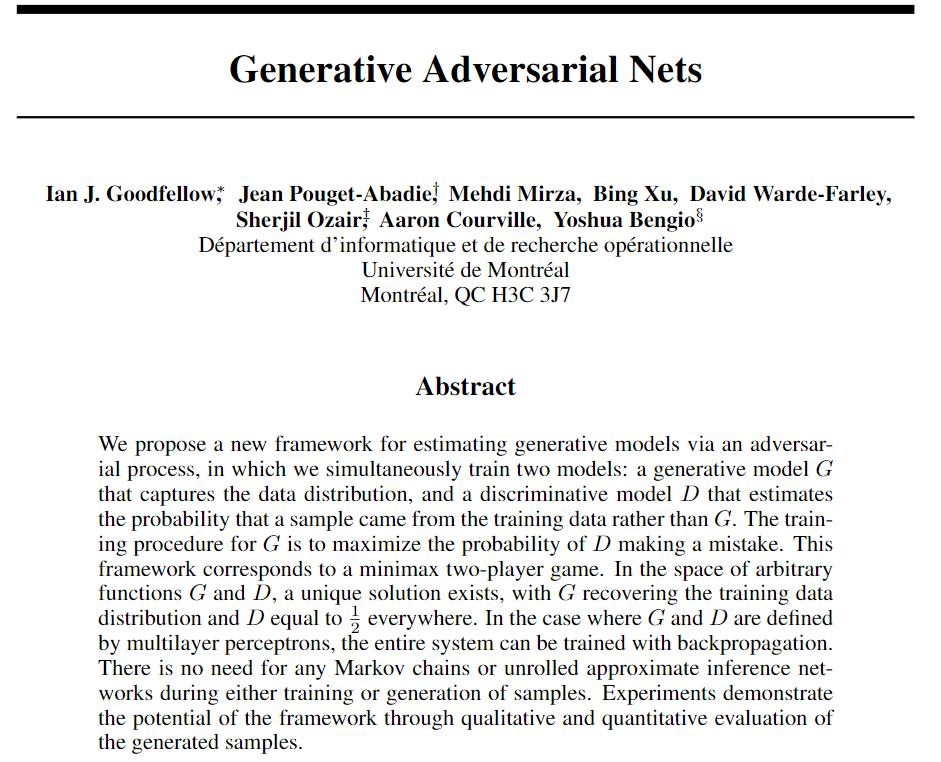 Generative Adversarial Nets
Ian J. Goodfellow,* Jean Pouget-Abadie,† Mehdi Mirza, Bing Xu, David Warde-Farley,
Sherjil Ozair,‡ Aaron Courville, Yoshua Bengio§
Département d'informatique et de recherche opérationnelle
Université de Montréal
Montréal, QC H3C 3J7
Abstract
We propose a new framework for estimating generative models via an adversar-
ial process, in which we simultaneously train two models: a generative model G
that captures the data distribution, and a discriminative model D that estimates
the probability that a sample came from the training data rather than G. The train-
ing procedure for G is to maximize the probability of D making a mistake. This
framework corresponds to a minimax two-player game. In the space of arbitrary
functions G and D, a unique solution exists, with G recovering the training data
distribution and D equal to 1/2 everywhere. In the case where G and D are defined
by multilayer perceptrons, the entire system can be trained with backpropagation.
There is no need for any Markov chains or unrolled approximate inference net-
works during either training or generation of samples. Experiments demonstrate
the potential of the framework through qualitative and quantitative evaluation of
the generated samples.